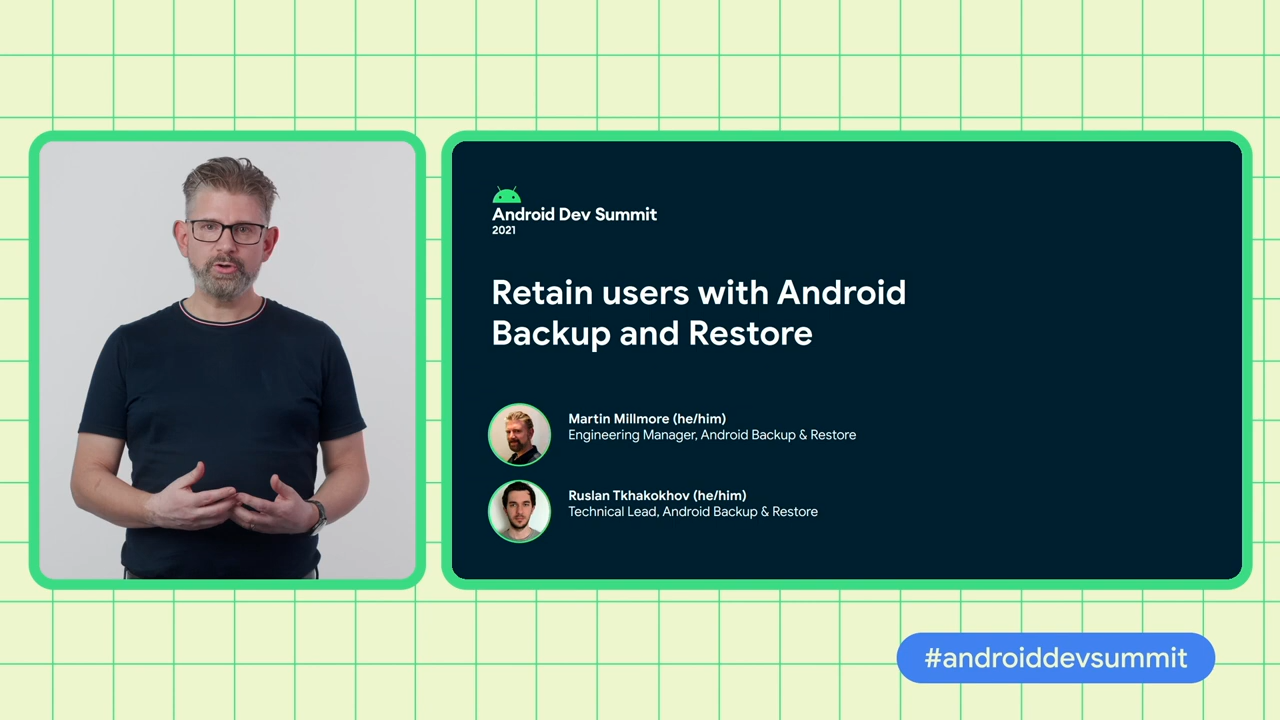 Android Dev Summit
2021
Retain users with Android
Backup and Restore
Martin Millmore (he/him)
Engineering Manager, Android Backup & Restore
Ruslan Tkhakokhov (he/him)
Technical Lead, Android Backup & Restore
#androiddevsummit